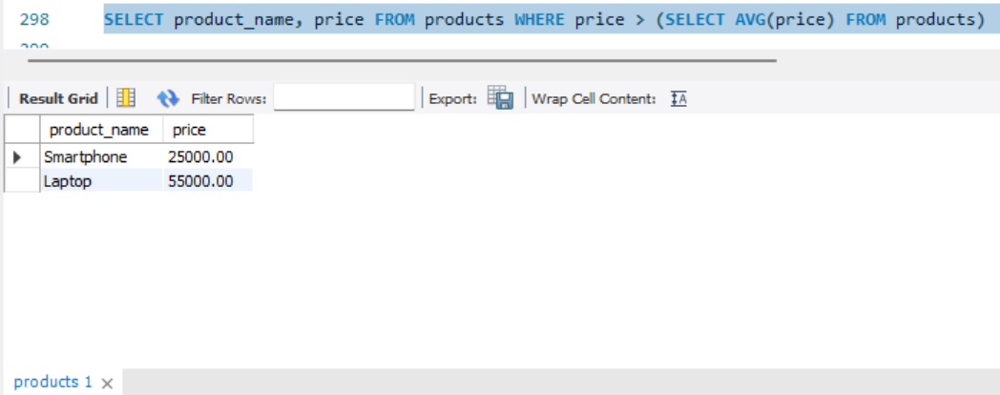 298 SELECT product_name, price FROM products WHERE price > (SELECT AVG(price) FROM products)
Result Grid Filter Rows: Export: Wrap Cell Content: IA
product_name price
Smartphone 25000.00
Laptop 55000.00
products 1 ×